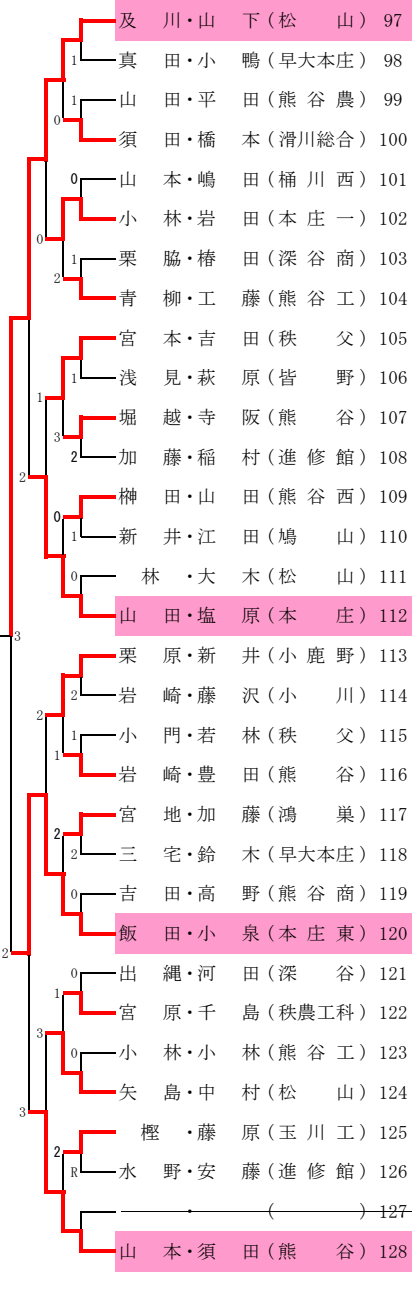 及川・山下(松山) 97
1
真田・小鴨(早大本庄) 98
1
山田・平田(熊谷農) 99
0
須田・橋本(滑川総合) 100
0
山本・嶋田(桶川西) 101
小林・岩田(本庄一) 102
0
1
栗脇・椿田(深谷商) 103
2
青柳・工藤(熊谷工) 104
宮本・吉田(秩父) 105
1
浅見・萩原(皆野) 106
1
堀越・寺阪(熊谷) 107
3
2
加藤・稲村(進修館) 108
2
榊田・山田(熊谷西) 109
0
1
新井・江田(鳩山) 110
0
林・大木(松山) 111
山田・塩原(本庄) 112
3
栗原・新井(小鹿野) 113
2
岩崎・藤沢(小川) 114
2
1
小門・若林(秩父) 115
1
岩崎・豊田(熊谷) 116
宮地・加藤(鴻巣) 117
2
2
三宅・鈴木(早大本庄) 118
0
吉田・高野(熊谷商) 119
飯田・小泉(本庄東) 120
2
0
出縄・河田(深谷) 121
1
宮原・千島(秩農工科) 122
3
0
小林・小林(熊谷工) 123
矢島・中村(松山) 124
3
樫・藤原(玉川工) 125
2
R
水野・安藤(進修館) 126
・( ) 127
山本・須田(熊谷) 128